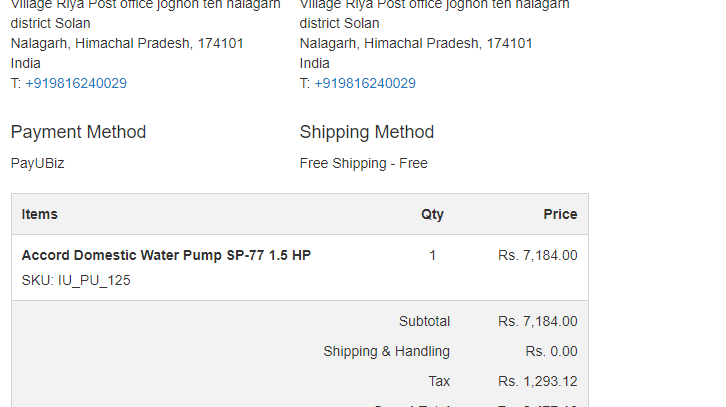 Village Riya Post office joghon teh nalagarh
district Solan
Nalagarh, Himachal Pradesh, 174101
India
T: +919816240029
Village Riya Post office joghon teh nalagarh
district Solan
Nalagarh, Himachal Pradesh, 174101
India
T: +919816240029
Payment Method
PayUBiz
Shipping Method
Free Shipping - Free
Items Qty Price
Accord Domestic Water Pump SP-77 1.5 HP 1 Rs. 7,184.00
SKU: IU_PU_125
Subtotal Rs. 7,184.00
Shipping & Handling Rs. 0.00
Tax Rs. 1,293.12